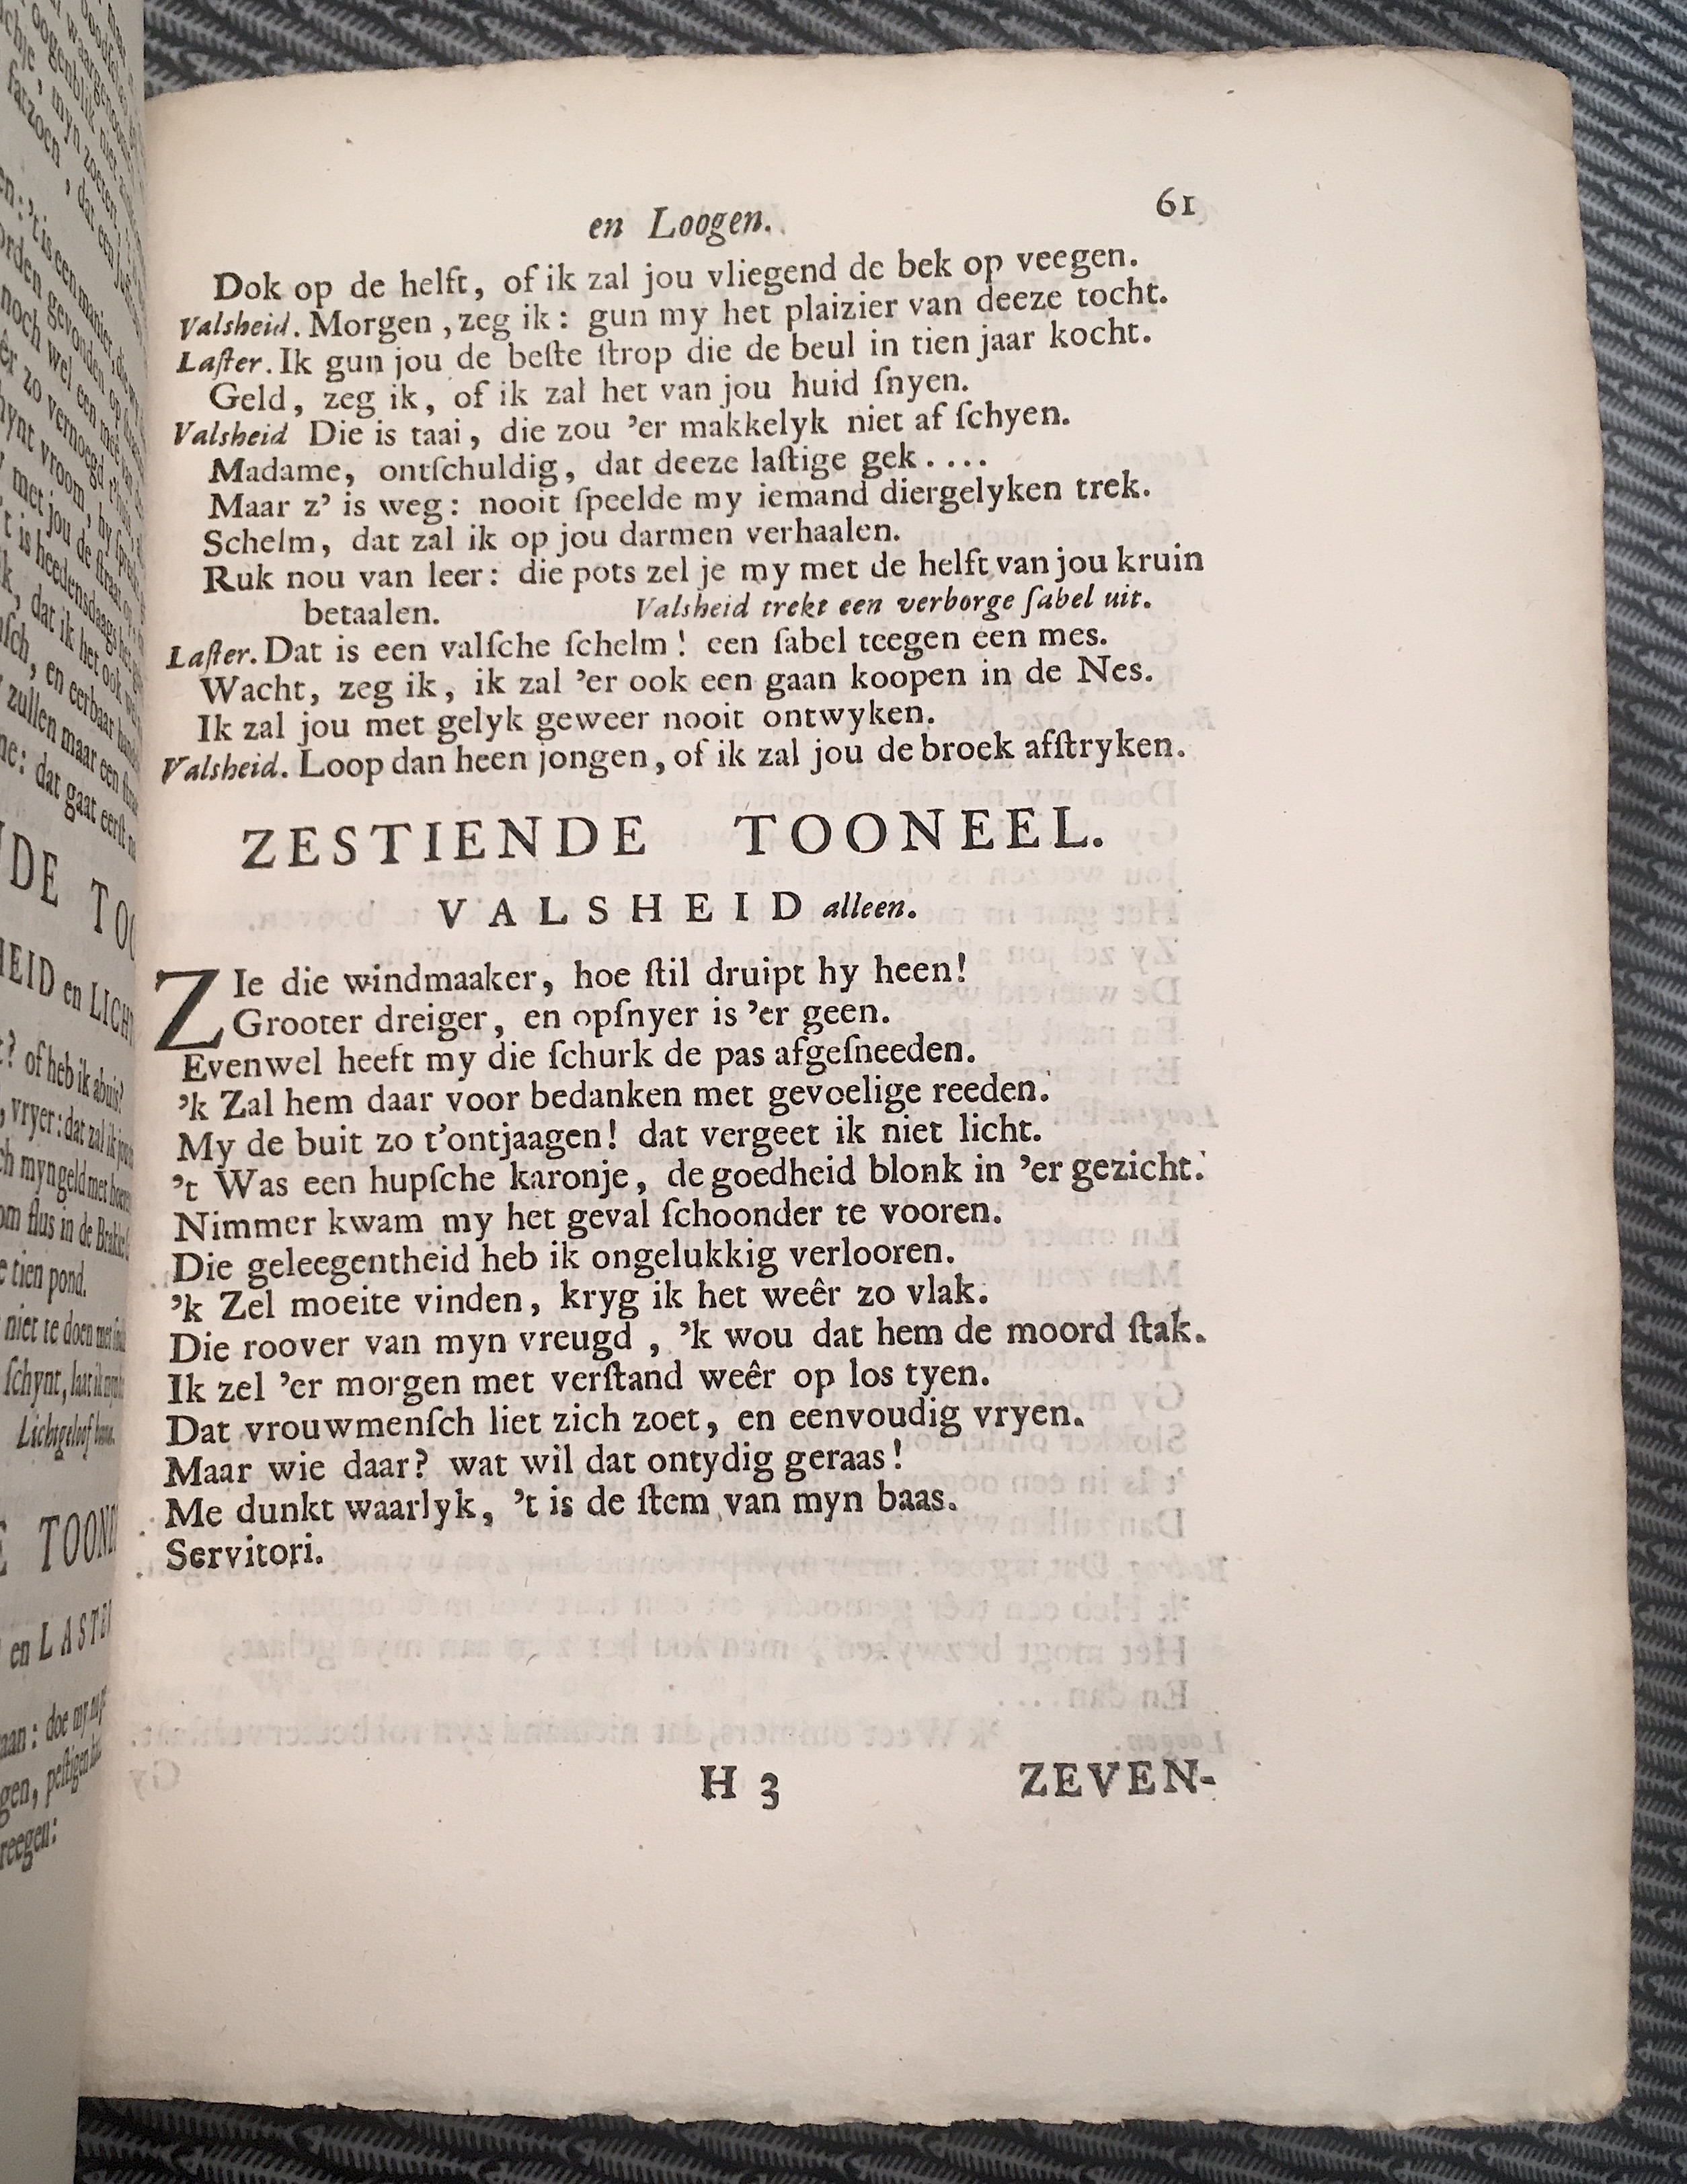 en Loogen.
61
Dok op de helft, of ik zal jou vliegend de bek op veegen.
Valsheid. Morgen, zeg ik: gun my het plaizier van deeze tocht.
Laſter. Ik gun jou de beſte ſtrop die de beul in tien jaar kocht.
Geld, zeg ik, of ik zal het van jou huid ſnyen.
Valsheid Die is taai, die zou 'er makkelyk niet af ſchyen.
Madame, ontſchuldig, dat deeze laſtige gek....
Maar z' is weg: nooit ſpeelde my iemand diergelyken trek.
Schelm, dat zal ik op jou darmen verhaalen.
Ruk nou van leer: die pots zel je my met de helft van jou kruin
betaalen. Valsheid trekt een verborge ſabel uit.
Laſter. Dat is een valſche ſchelm! een ſabel teegen een mes.
Wacht, zeg ik, ik zal 'er ook een gaan koopen in de Nes.
Ik zal jou met gelyk geweer nooit ontwyken.
Valsheid. Loop dan heen jongen, of ik zal jou de broek afſtryken.
ZESTIENDE TOONEEL.
VALSHEID alleen.
ZIe die windmaaker, hoe ſtil druipt hy heen!
Grooter dreiger, en opſnyer is 'er geen.
Evenwel heeft my die ſchurk de pas afgeſneeden.
'k Zal hem daar voor bedanken met gevoelige reeden.
My de buit zo t'ontjaagen! dat vergeet ik niet licht.
't Was een hupſche karonje, de goedheid blonk in 'er gezicht.
Nimmer kwam my het geval ſchoonder te vooren.
Die geleegentheid heb ik ongelukkig verlooren.
'k Zel moeite vinden, kryg ik het weêr zo vlak.
Die roover van myn vreugd, 'k wou dat hem de moord ſtak.
Ik zel 'er morgen met verſtand weêr op los tyen.
Dat vrouwmenſch liet zich zoet, en eenvoudig vryen.
Maar wie daar? wat wil dat ontydig geraas!
Me dunkt waarlyk, 't is de ſtem van myn baas.
Servitori.
H 3
ZEVEN-